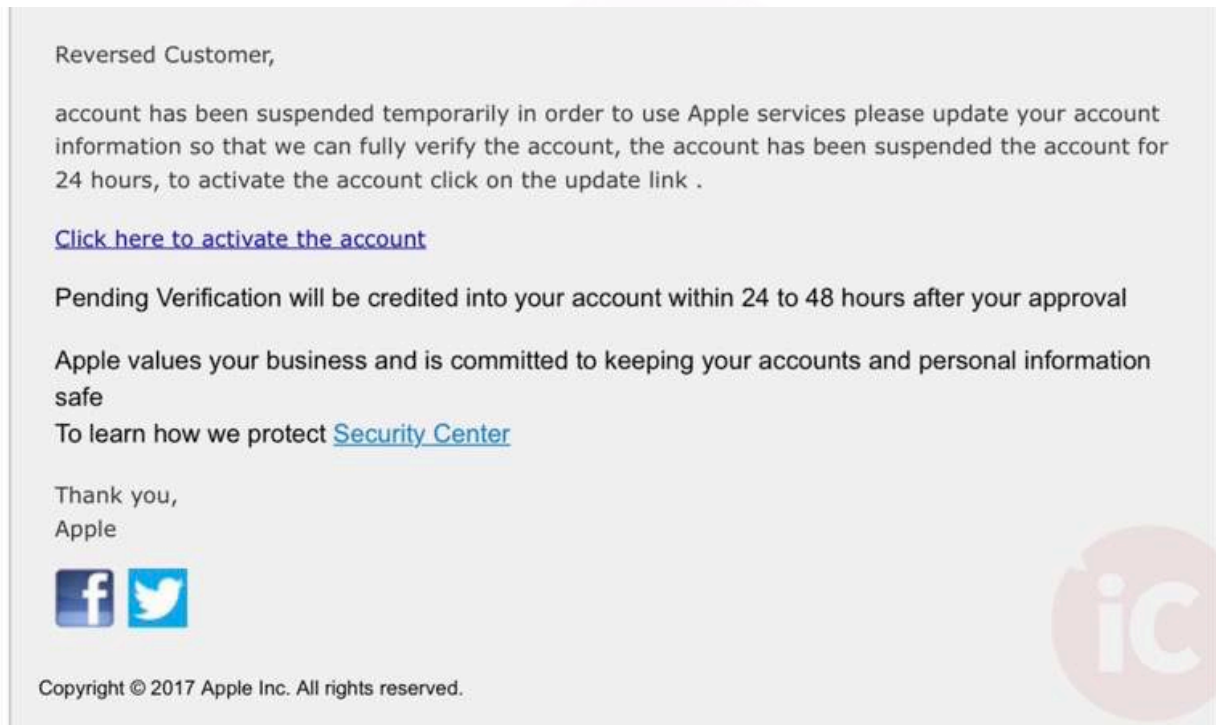 Reversed Customer,
account has been suspended temporarily in order to use Apple services please update your account
information so that we can fully verify the account, the account has been suspended the account for
24 hours, to activate the account click on the update link .
Click here to activate the account
Pending Verification will be credited into your account within 24 to 48 hours after your approval
Apple values your business and is committed to keeping your accounts and personal information
safe
To learn how we protect Security Center
Thank you,
Apple
f
iC
Copyright © 2017 Apple Inc. All rights reserved.